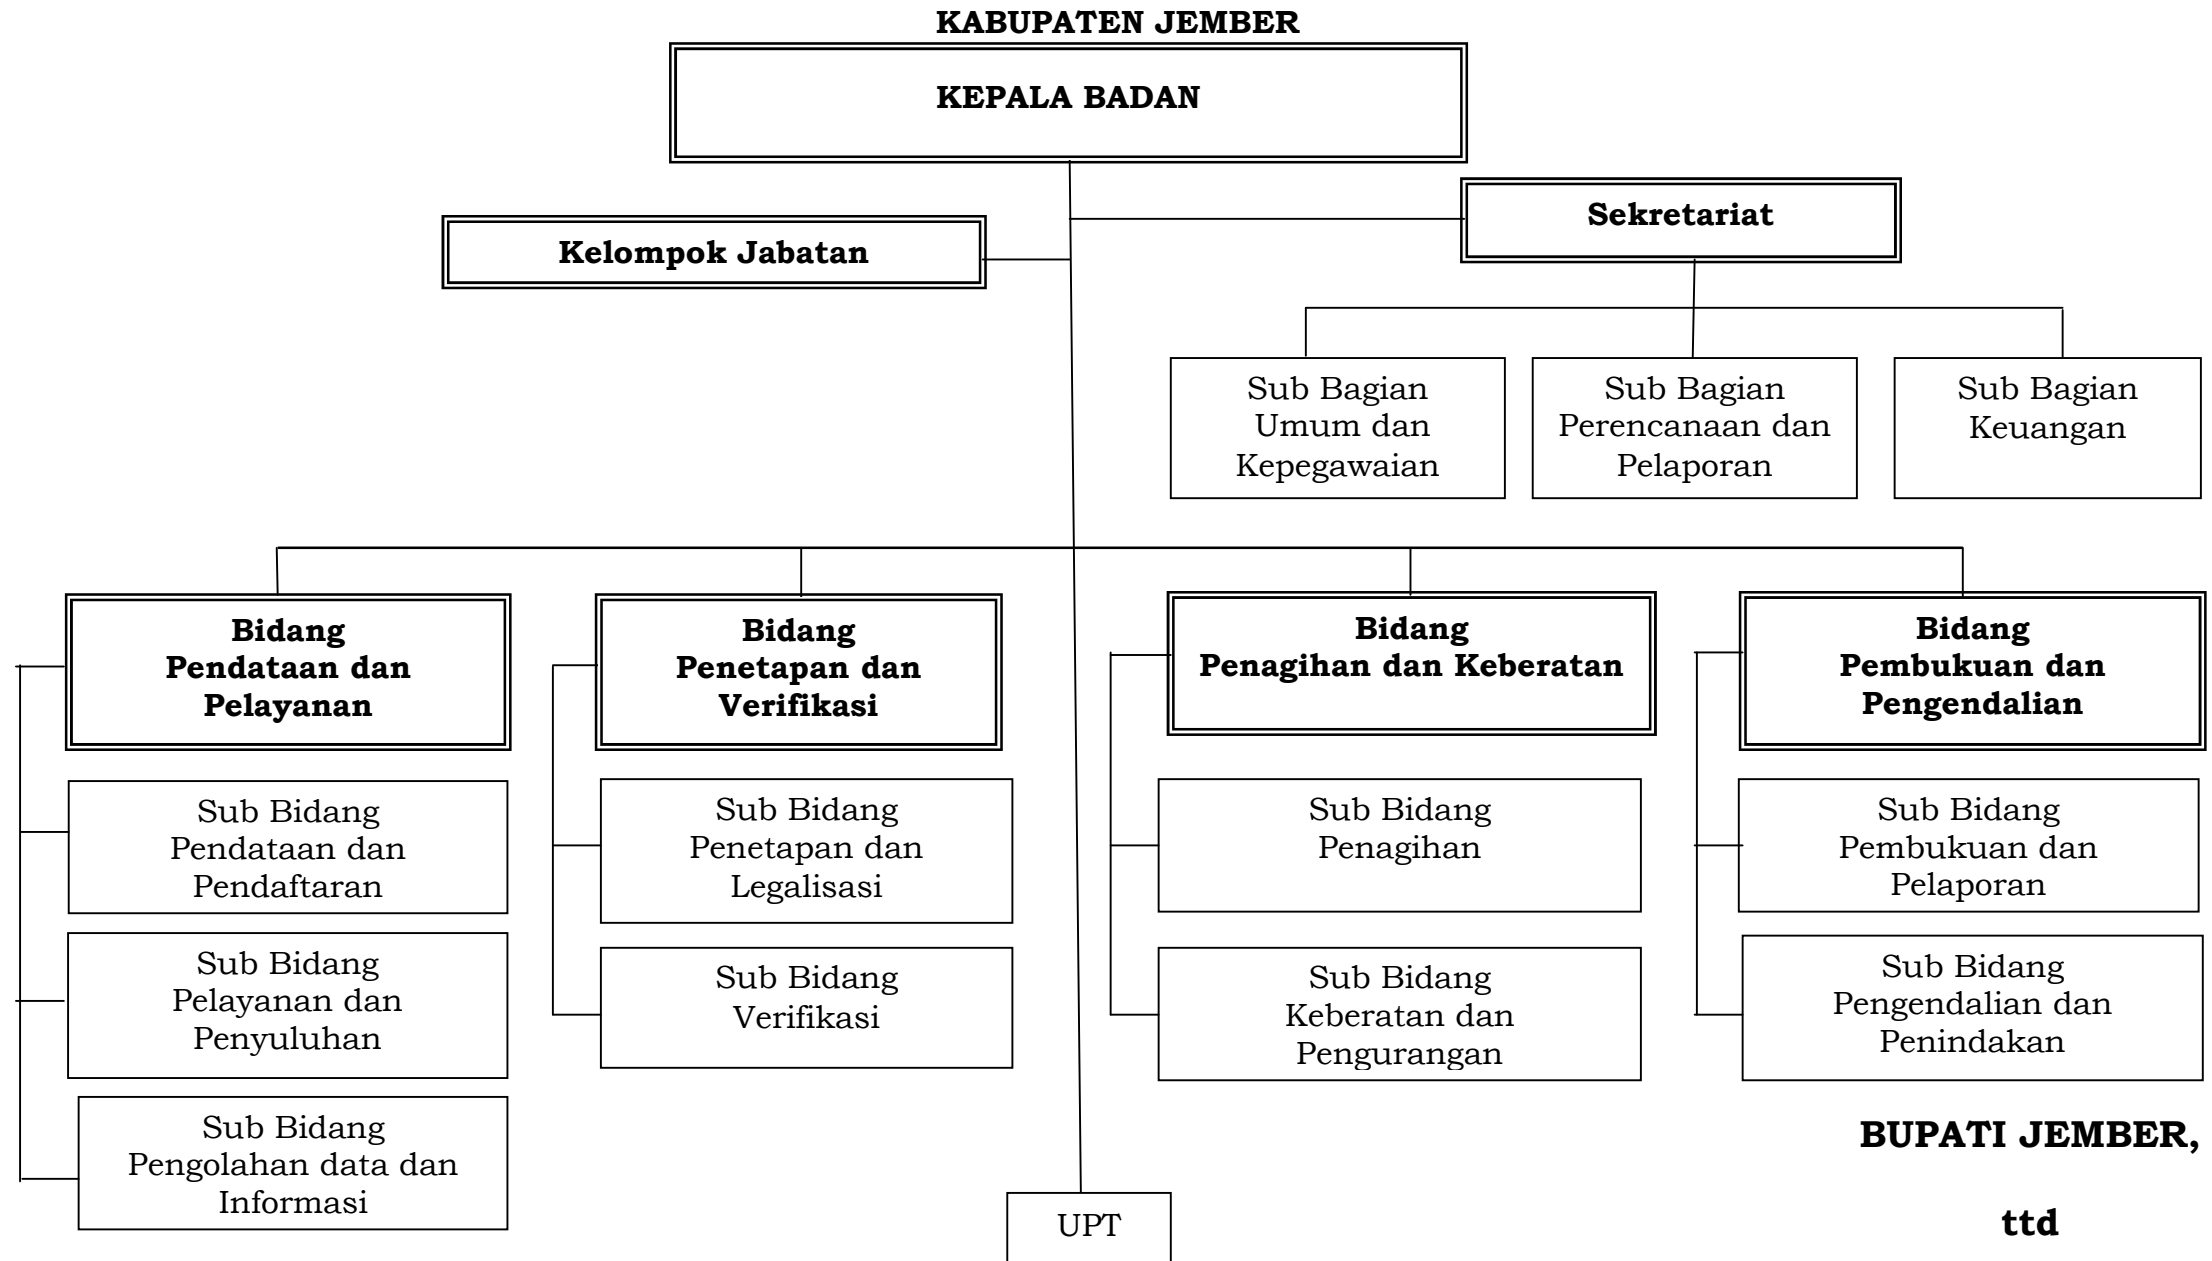 KABUPATEN JEMBER
KEPALA BADAN
Sekretariat
Kelompok Jabatan
Sub Bagian
Umum dan
Kepegawaian
Sub Bagian
Perencanaan dan
Pelaporan
Sub Bagian
Keuangan
Bidang
Pendataan dan
Pelayanan
Bidang
Penetapan dan
Verifikasi
Bidang
Penagihan dan Keberatan
Bidang
Pembukuan dan
Pengendalian
Sub Bidang
Pendataan dan
Pendaftaran
Sub Bidang
Penetapan dan
Legalisasi
Sub Bidang
Penagihan
Sub Bidang
Pembukuan dan
Pelaporan
Sub Bidang
Pelayanan dan
Penyuluhan
Sub Bidang
Verifikasi
Sub Bidang
Keberatan dan
Pengurangan
Sub Bidang
Pengendalian dan
Penindakan
Sub Bidang
Pengolahan data dan
Informasi
UPT
BUPATI JEMBER,
ttd